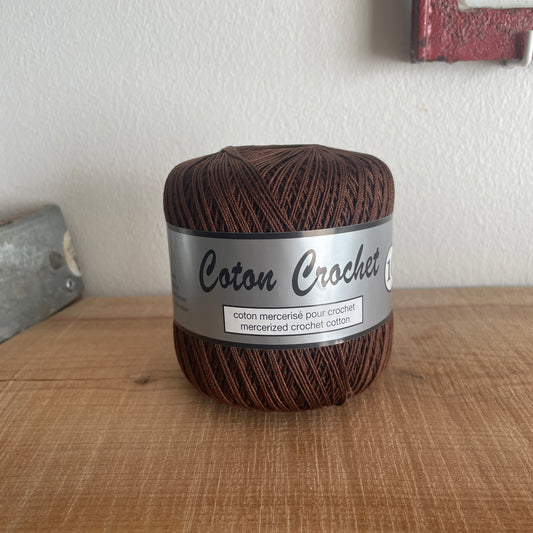 Coton Crochet
coton mercerisé pour crochet
mercerized crochet cotton